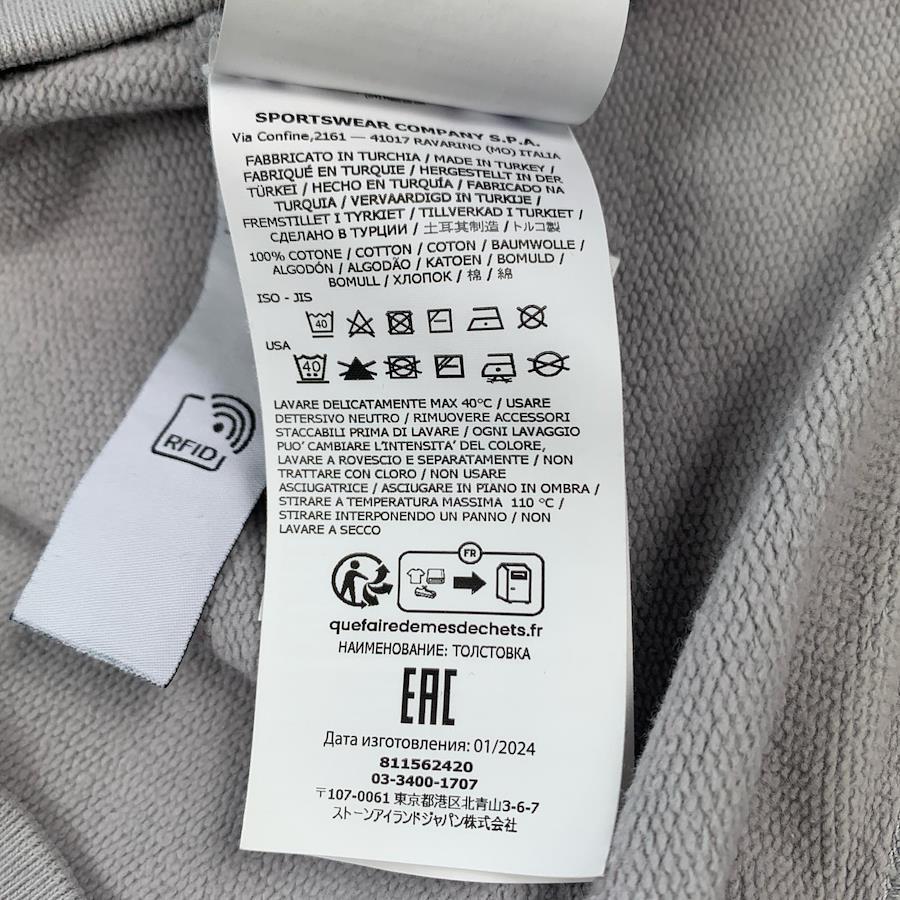 SPORTSWEAR COMPANY S.P.A.
Via Confine,2161 — 41017 RAVARINO (MO) ITALIA
FABBRICATO IN TURCHIA / MADE IN TURKEY /
FABRIQUÉ EN TURQUIE / HERGESTELLT IN DER
TÜRKEI / HECHO EN TURQUÍA / FABRICADO NA
TURQUIA / VERVAARDIGD IN TURKIJE /
FREMSTILLET I TYRKIET / TILLVERKAD I TURKIET /
СДЕЛАНО В ТУРЦИИ / 土耳其制造 / トルコ製
100% COTONE / COTTON / COTON / BAUMWOLLE /
ALGODÓN / ALGODÃO / KATOEN / BOMULD /
BOMULL / ХЛОПОК / 棉 / 綿
ISO - JIS
40
USA
40
LAVARE DELICATAMENTE MAX 40°C / USARE
DETERSIVO NEUTRO / RIMUOVERE ACCESSORI
STACCABILI PRIMA DI LAVARE / OGNI LAVAGGIO
PUO' CAMBIARE L'INTENSITA' DEL COLORE,
LAVARE A ROVESCIO E SEPARATAMENTE / NON
TRATTARE CON CLORO / NON USARE
ASCIUGATRICE / ASCIUGARE IN PIANO IN OMBRA /
STIRARE A TEMPERATURA MASSIMA 110 °C /
STIRARE INTERPONENDO UN PANNO / NON
LAVARE A SECCO
RFID
FR
quefairedemesdechets.fr
НАИМЕНОВАНИЕ: ТОЛСТОВКА
EAC
Дата изготовления: 01/2024
811562420
03-3400-1707
〒107-0061 東京都港区北青山3-6-7
ストーンアイランドジャパン株式会社